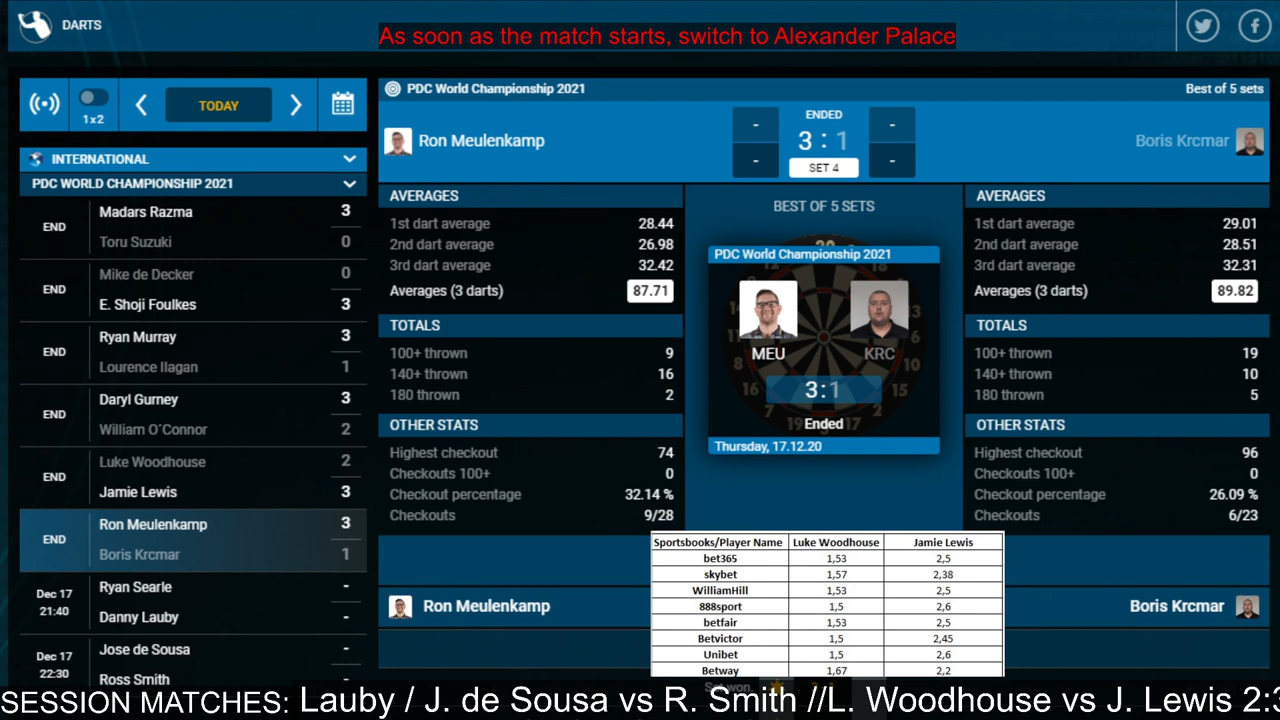 DARTS
As soon as the match starts, switch to Alexander Palace
1x2
TODAY
INTERNATIONAL
PDC WORLD CHAMPIONSHIP 2021
END
Madars Razma 3
Toru Suzuki 0
END
Mike de Decker 0
E. Shoji Foulkes 3
END
Ryan Murray 3
Lourence Ilagan 1
END
Daryl Gurney 3
William O´Connor 2
END
Luke Woodhouse 2
Jamie Lewis 3
END
Ron Meulenkamp 3
Boris Krcmar 1
Dec 17
21:40
Ryan Searle -
Danny Lauby -
Dec 17
22:30
Jose de Sousa -
Ross Smith -
PDC World Championship 2021 Best of 5 sets
Ron Meulenkamp
- -
ENDED
3 : 1
- -
SET 4
Boris Krcmar
AVERAGES
1st dart average 28.44
2nd dart average 26.98
3rd dart average 32.42
Averages (3 darts) 87.71
TOTALS
100+ thrown 9
140+ thrown 16
180 thrown 2
OTHER STATS
Highest checkout 74
Checkouts 100+ 0
Checkout percentage 32.14 %
Checkouts 9/28
BEST OF 5 SETS
PDC World Championship 2021
MEU KRC
3:1
Ended
Thursday, 17.12.20
AVERAGES
1st dart average 29.01
2nd dart average 28.51
3rd dart average 32.31
Averages (3 darts) 89.82
TOTALS
100+ thrown 19
140+ thrown 10
180 thrown 5
OTHER STATS
Highest checkout 96
Checkouts 100+ 0
Checkout percentage 26.09 %
Checkouts 6/23
Sportsbooks/Player Name Luke Woodhouse Jamie Lewis
bet365 1,53 2,5
skybet 1,57 2,38
WilliamHill 1,53 2,5
888sport 1,5 2,6
betfair 1,53 2,5
Betvictor 1,5 2,45
Unibet 1,5 2,6
Betway 1,67 2,2
Ron Meulenkamp
Boris Krcmar
Set won.
SESSION MATCHES: Lauby / J. de Sousa vs R. Smith //L. Woodhouse vs J. Lewis 2:3